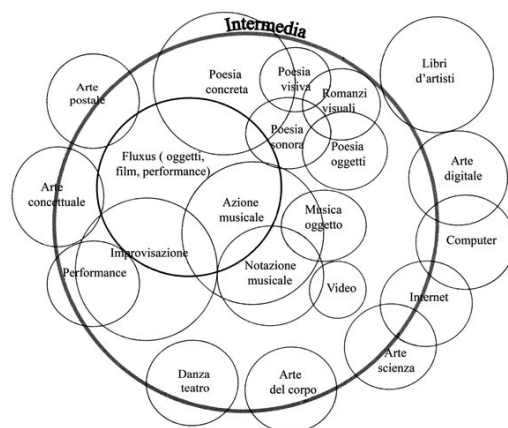 Intermedia
Libri
d'artisti
Poesia
concreta
Poesia
visiva
Romanzi
visuali
Arte
postale
Poesia
sonora
Poesia
oggetti
Fluxus ( oggetti,
film, performance)
Arte
digitale
Arte
concettuale
Azione
musicale
Musica
oggetto
Computer
Improvisazione
Notazione
musicale
Performance
Video
Internet
Arte
scienza
Danza
teatro
Arte
del corpo